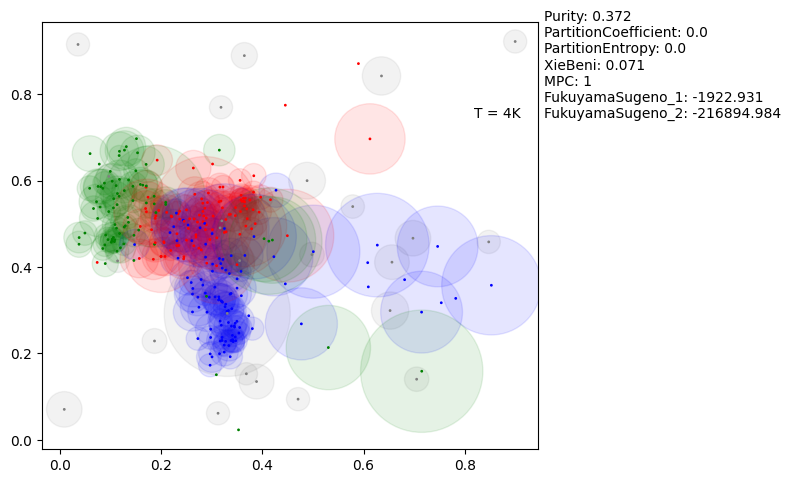 Purity: 0.372
PartitionCoefficient: 0.0
PartitionEntropy: 0.0
XieBeni: 0.071
MPC: 1
FukuyamaSugeno_1: -1922.931
FukuyamaSugeno_2: -216894.984
T = 4K
0.8
0.6
0.4
0.2
0.0
0.0 0.2 0.4 0.6 0.8